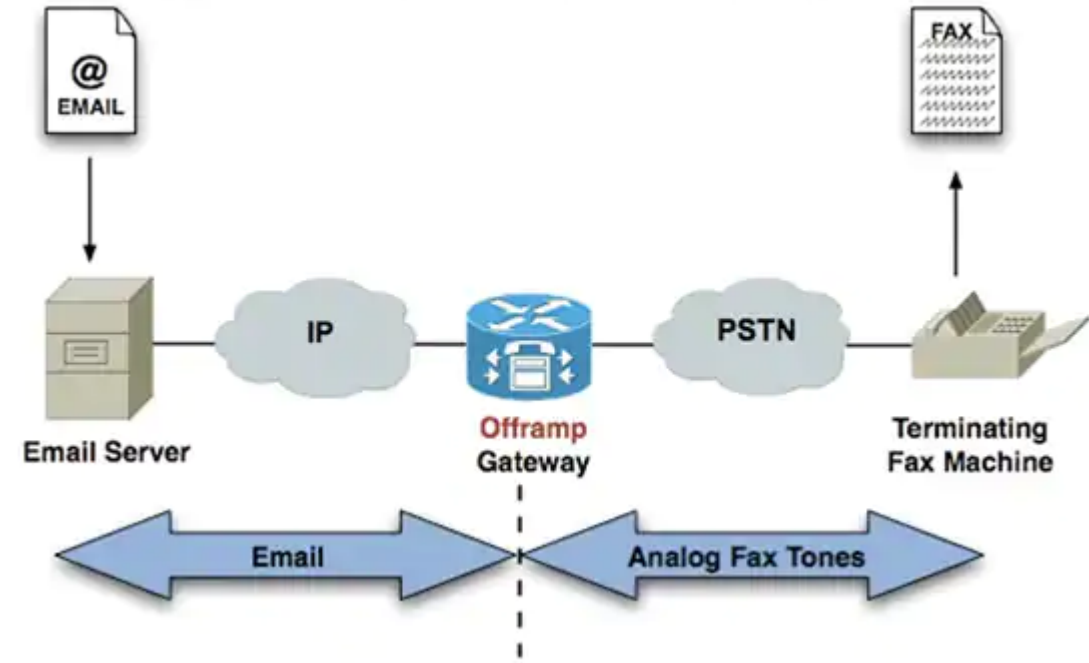 @
EMAIL
FAX
IP
PSTN
Email Server
Offramp
Gateway
Terminating
Fax Machine
Email
Analog Fax Tones